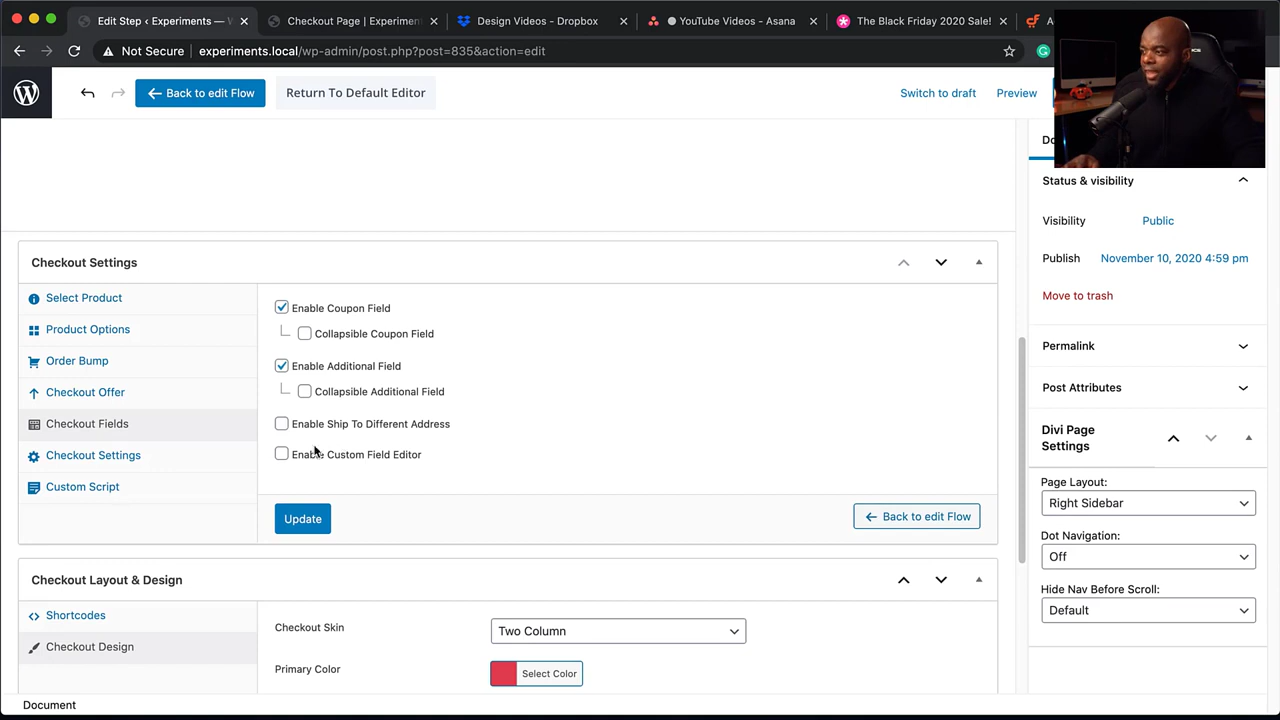 Edit Step ‹ Experiments — W
Checkout Page | Experiment
Design Videos - Dropbox
YouTube Videos - Asana
The Black Friday 2020 Sale!
Not Secure
experiments.local/wp-admin/post.php?post=835&action=edit
Back to edit Flow
Return To Default Editor
Switch to draft
Preview
Status & visibility
Visibility
Public
Publish
November 10, 2020 4:59 pm
Move to trash
Permalink
Post Attributes
Divi Page
Settings
Page Layout:
Right Sidebar
Dot Navigation:
Off
Hide Nav Before Scroll:
Default
Checkout Settings
Select Product
Product Options
Order Bump
Checkout Offer
Checkout Fields
Checkout Settings
Custom Script
Enable Coupon Field
Collapsible Coupon Field
Enable Additional Field
Collapsible Additional Field
Enable Ship To Different Address
Enable Custom Field Editor
Update
Back to edit Flow
Checkout Layout & Design
Shortcodes
Checkout Design
Checkout Skin
Two Column
Primary Color
Select Color
Document